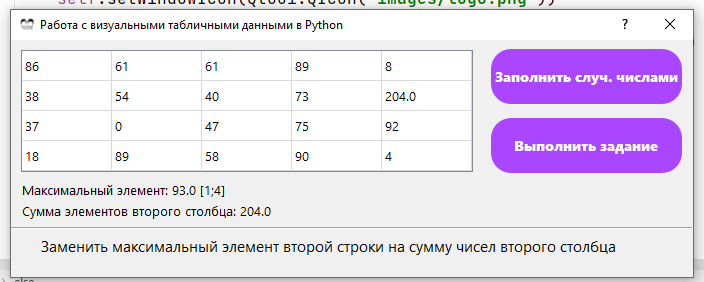 self.setWindowIcon(QtGui.QIcon("images/logo.png"))
Работа с визуальными табличными данными в Python
86 61 61 89 8
38 54 40 73 204.0
37 0 47 75 92
18 89 58 90 4
Заполнить случ. числами
Выполнить задание
Максимальный элемент: 93.0 [1;4]
Сумма элементов второго столбца: 204.0
Заменить максимальный элемент второй строки на сумму чисел второго столбца
else